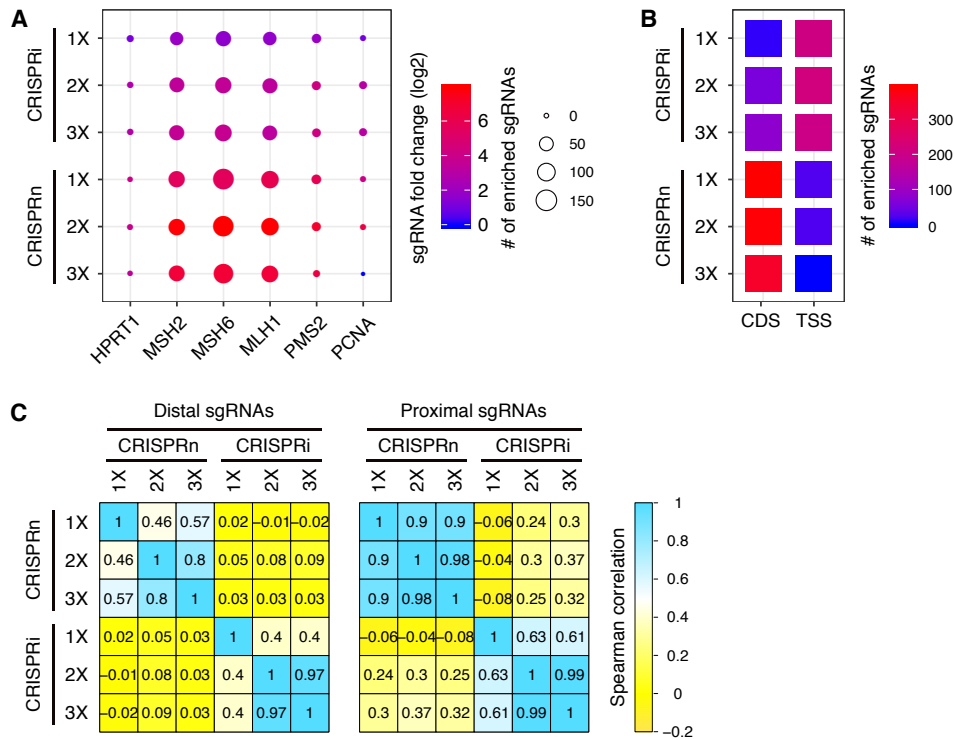 A
CRISPRi
1X
2X
3X
CRISPRn
1X
2X
3X
HPRT1
MSH2
MSH6
MLH1
PMS2
PCNA
sgRNA fold change (log2)
6
4
2
0
# of enriched sgRNAs
0
50
100
150
B
CRISPRi
1X
2X
3X
CRISPRn
1X
2X
3X
CDS TSS
# of enriched sgRNAs
300
200
100
0
C
Distal sgRNAs
CRISPRn CRISPRi
1X 2X 3X 1X 2X 3X
CRISPRn
1X 1 0.46 0.57 0.02 −0.01 −0.02
2X 0.46 1 0.8 0.05 0.08 0.09
3X 0.57 0.8 1 0.03 0.03 0.03
CRISPRi
1X 0.02 0.05 0.03 1 0.4 0.4
2X −0.01 0.08 0.03 0.4 1 0.97
3X −0.02 0.09 0.03 0.4 0.97 1
Proximal sgRNAs
CRISPRn CRISPRi
1X 2X 3X 1X 2X 3X
1 0.9 0.9 −0.06 0.24 0.3
0.9 1 0.98 −0.04 0.3 0.37
0.9 0.98 1 −0.08 0.25 0.32
−0.06 −0.04 −0.08 1 0.63 0.61
0.24 0.3 0.25 0.63 1 0.99
0.3 0.37 0.32 0.61 0.99 1
Spearman correlation
1
0.8
0.6
0.4
0.2
0
−0.2